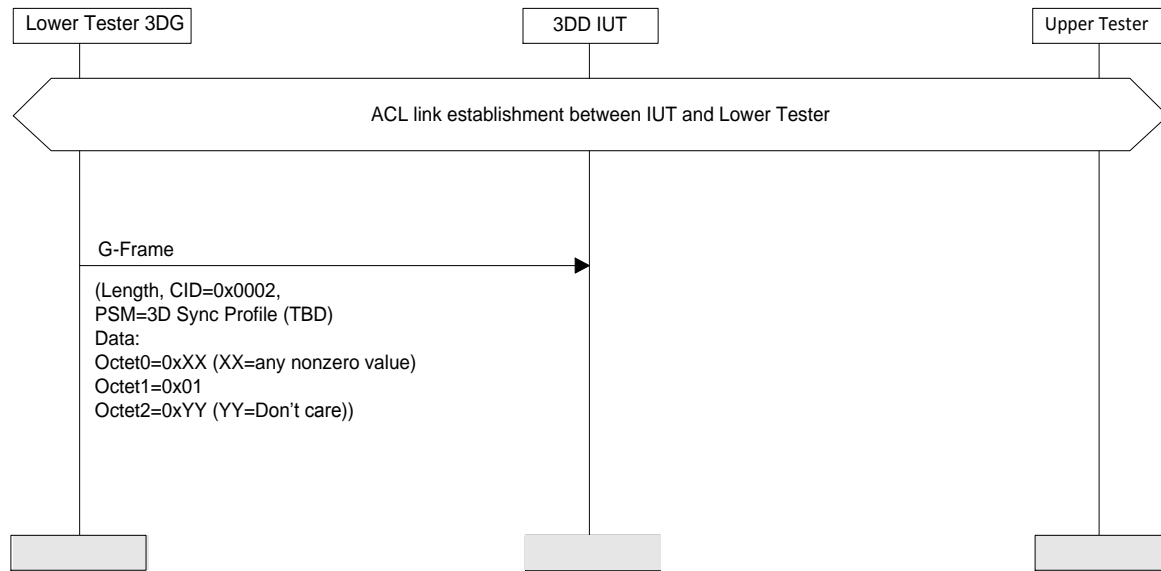 Lower Tester 3DG
3DD IUT
Upper Tester
ACL link establishment between IUT and Lower Tester
G-Frame
(Length, CID=0x0002,
PSM=3D Sync Profile (TBD)
Data:
Octet0=0xXX (XX=any nonzero value)
Octet1=0x01
Octet2=0xYY (YY=Don’t care))